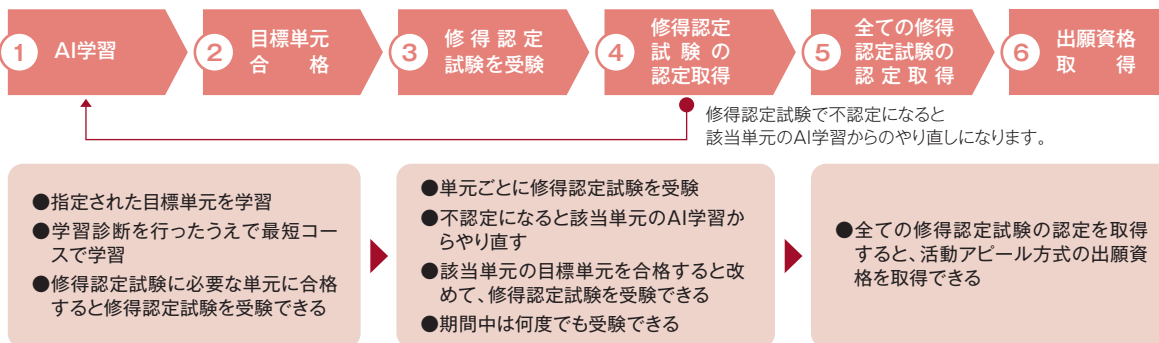 1 AI学習
2 目標単元
合格
3 修得認定
試験を受験
4 修得認定
試験の
認定取得
5 全ての修得
認定試験の
認定取得
6 出願資格
取得
修得認定試験で不認定になると
該当単元のAI学習からのやり直しになります。
●指定された目標単元を学習
●学習診断を行ったうえで最短コー
スで学習
●修得認定試験に必要な単元に合格
すると修得認定試験を受験できる
●単元ごとに修得認定試験を受験
●不認定になると該当単元のAI学習か
らやり直す
●該当単元の目標単元を合格すると改
めて、修得認定試験を受験できる
●期間中は何度でも受験できる
●全ての修得認定試験の認定を取得
すると、活動アピール方式の出願資
格を取得できる